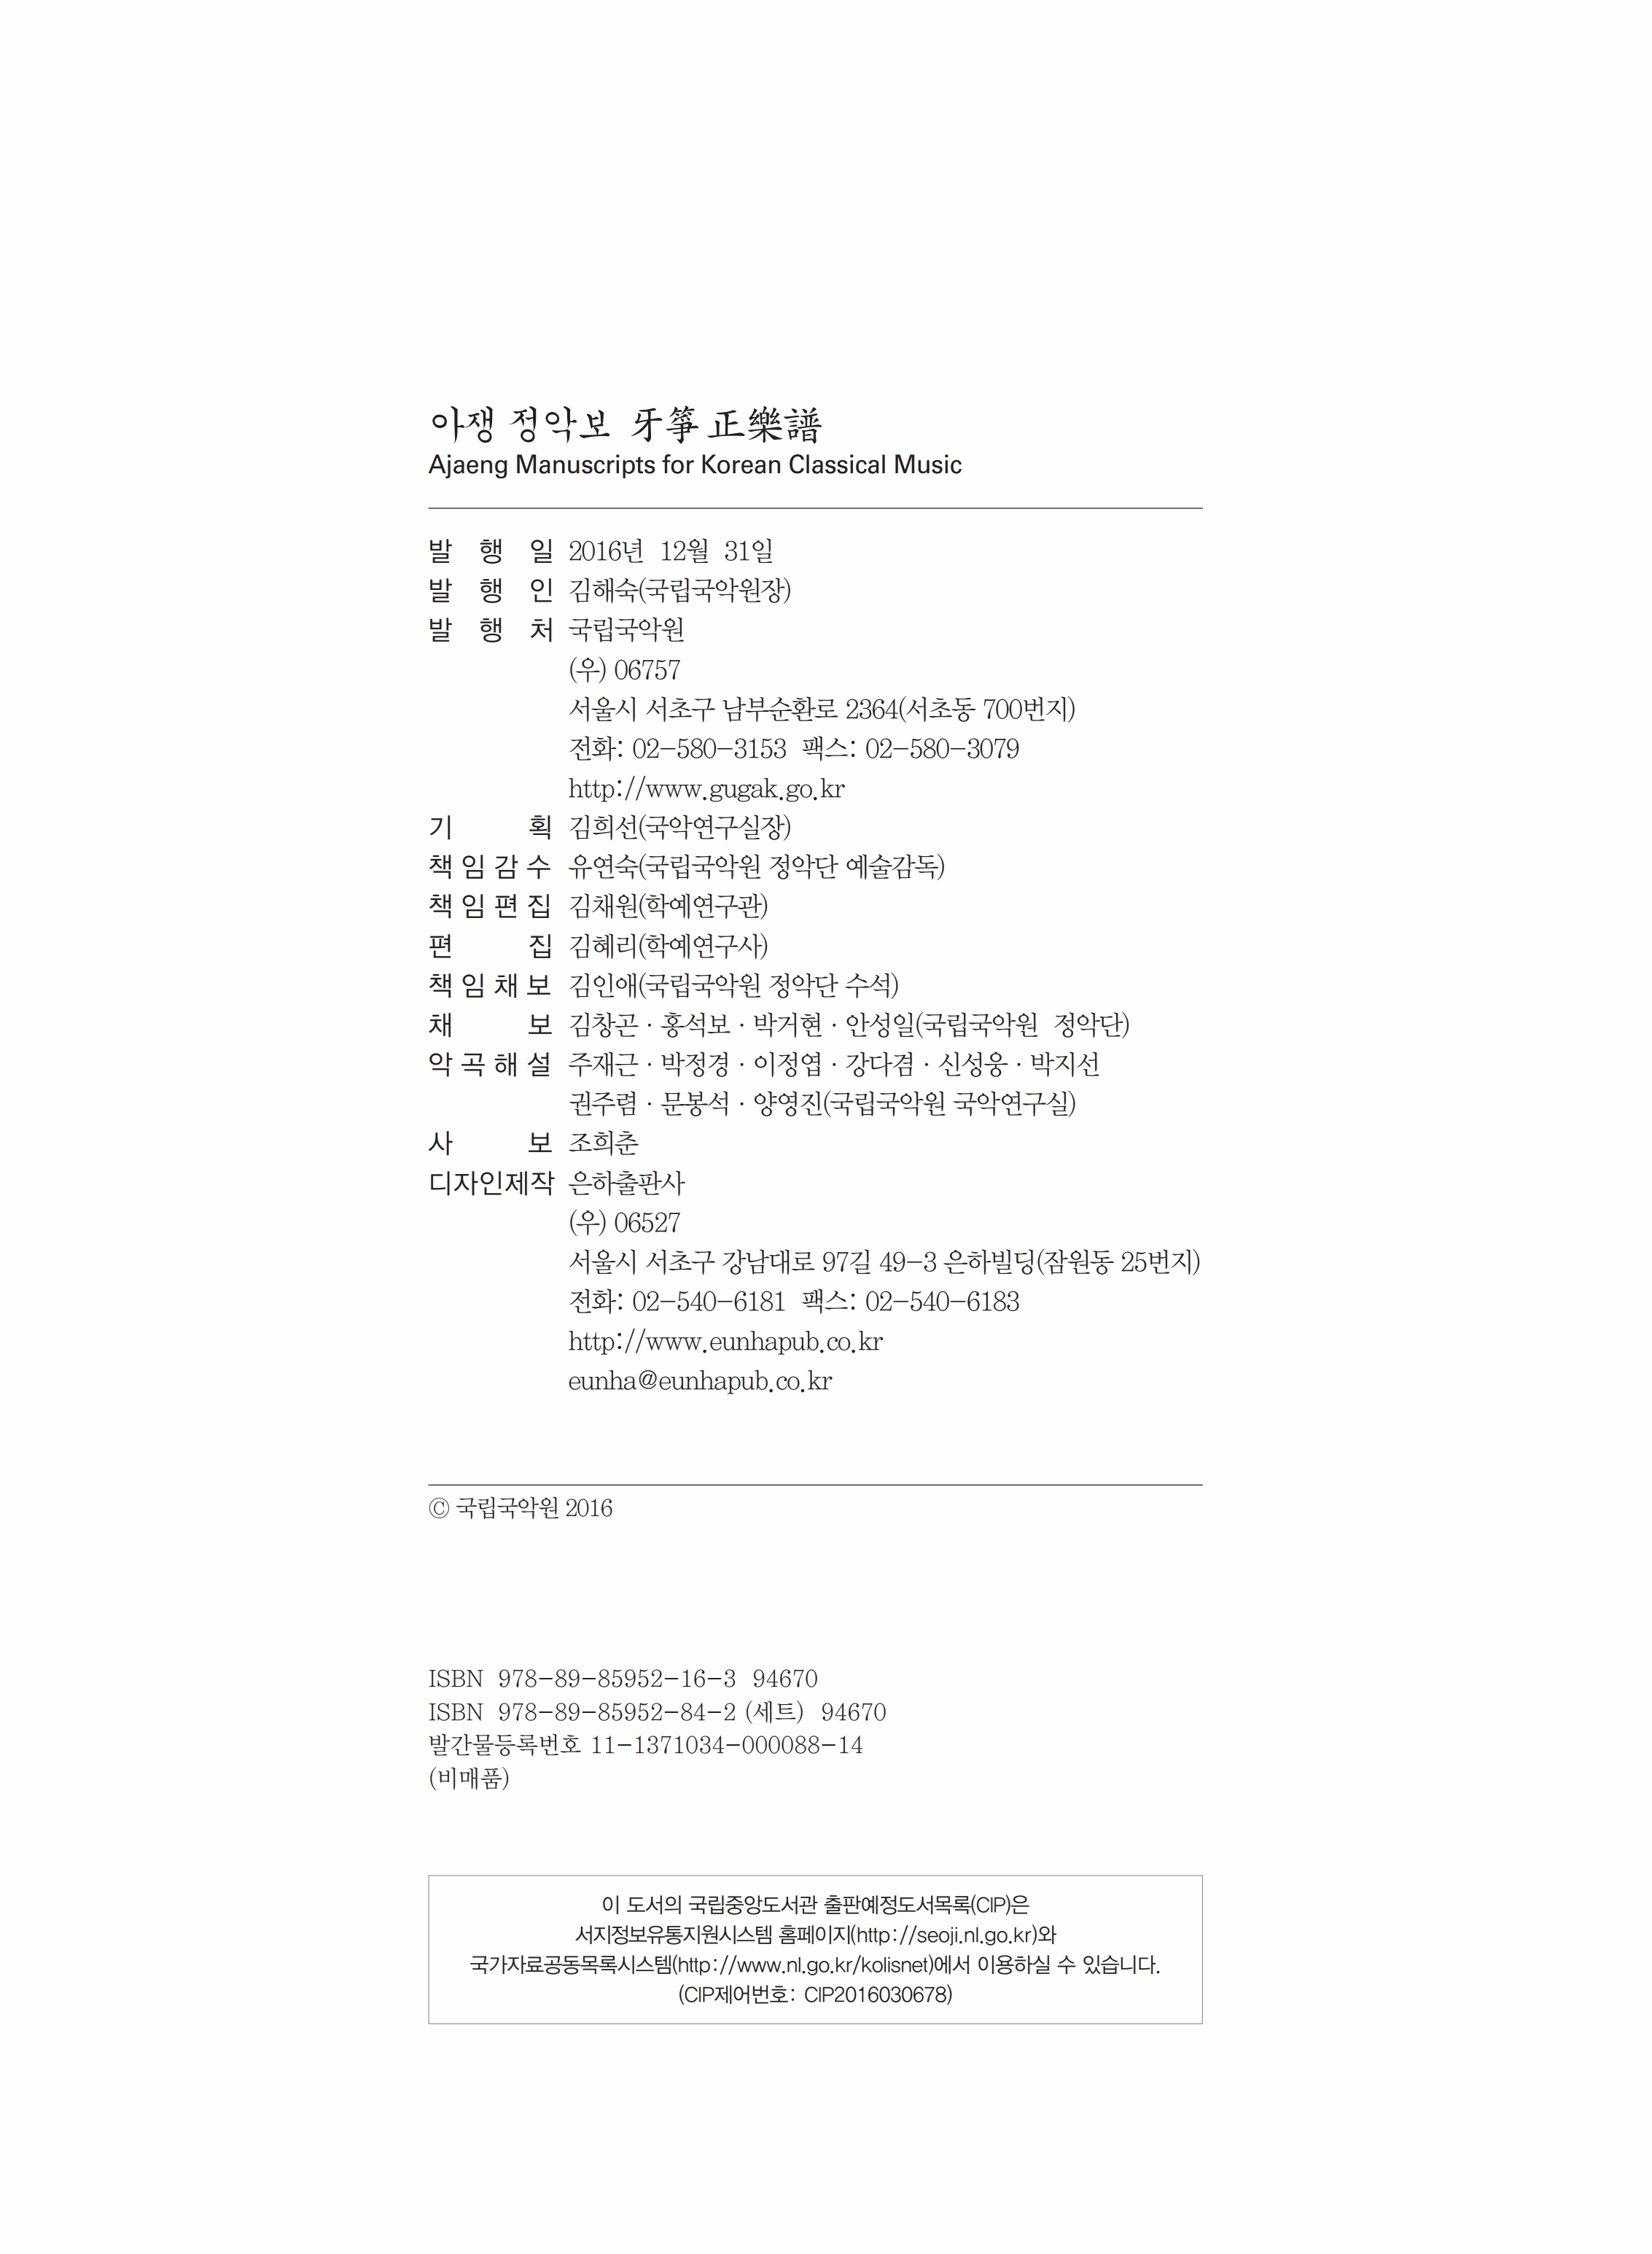 아쟁 정악보 牙箏 正樂譜
Ajaeng Manuscripts for Korean Classical Music
발 행 일 2016년 12월 31일
발 행 인 김해숙(국립국악원장)
발 행 처 국립국악원
(우) 06757
서울시 서초구 남부순환로 2364(서초동 700번지)
전화: 02-580-3153 팩스: 02-580-3079
http://www.gugak.go.kr
기 획 김희선(국악연구실장)
책임감수 유연숙(국립국악원 정악단 예술감독)
책임편집 김채원(학예연구관)
편 집 김혜리(학예연구사)
책임채보 김인애(국립국악원 정악단 수석)
채 보 김창곤·홍석보·박거현·안성일(국립국악원 정악단)
악곡해설 주재근·박정경·이정엽·강다겸·신성웅·박지선
권주렴·문봉석·양영진(국립국악원 국악연구실)
사 보 조희춘
디자인제작 은하출판사
(우) 06527
서울시 서초구 강남대로 97길 49-3 은하빌딩(잠원동 25번지)
전화: 02-540-6181 팩스: 02-540-6183
http://www.eunhapub.co.kr
eunha@eunhapub.co.kr
ⓒ 국립국악원 2016
ISBN 978-89-85952-16-3 94670
ISBN 978-89-85952-84-2 (세트) 94670
발간물등록번호 11-1371034-000088-14
(비매품)
이 도서의 국립중앙도서관 출판예정도서목록(CIP)은
서지정보유통지원시스템 홈페이지(http://seoji.nl.go.kr)와
국가자료공동목록시스템(http://www.nl.go.kr/kolisnet)에서 이용하실 수 있습니다.
(CIP제어번호: CIP2016030678)